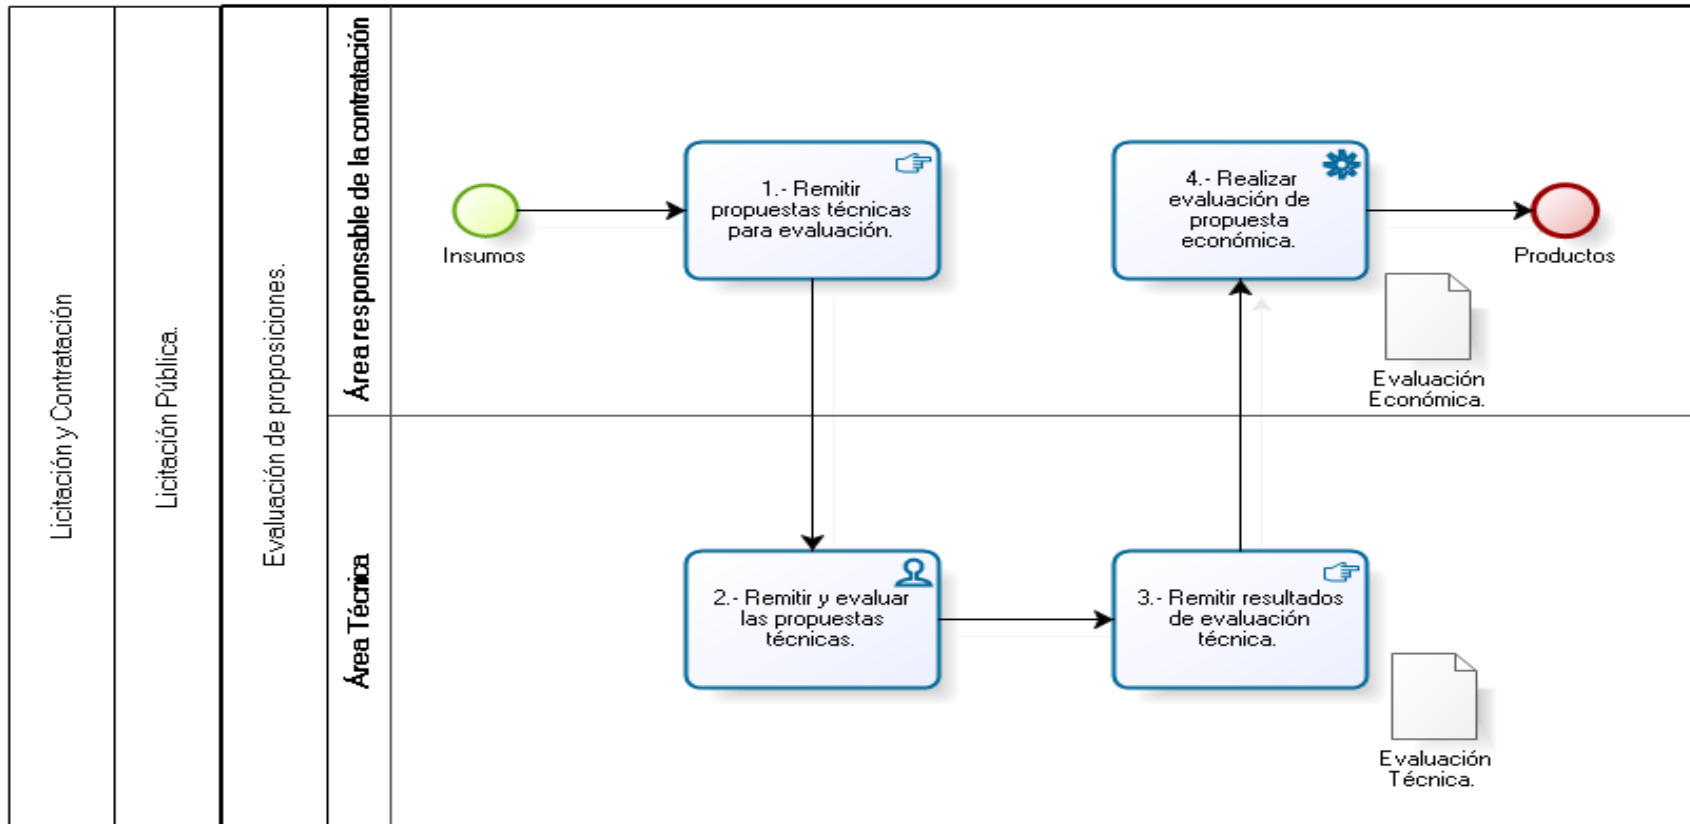 Licitación y Contratación
Licitación Pública.
Evaluación de proposiciones.
Área responsable de la contratación
Insumos
1.- Remitir
propuestas técnicas
para evaluación.
4.- Realizar
evaluación de
propuesta
económica.
Productos
Evaluación
Económica.
Área Técnica
2.- Remitir y evaluar
las propuestas
técnicas.
3.- Remitir resultados
de evaluación
técnica.
Evaluación
Técnica.